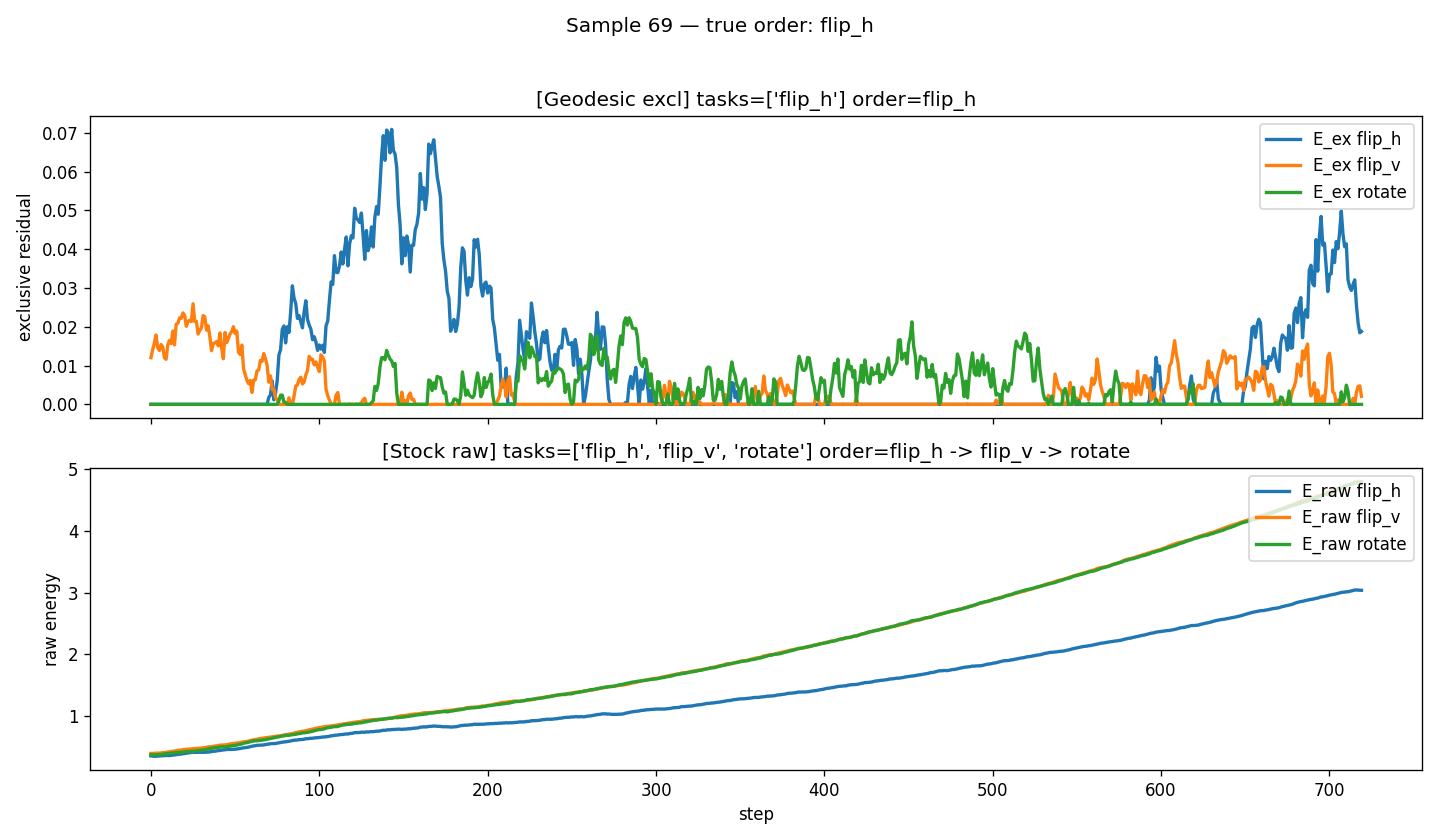 Sample 69 — true order: flip_h
[Geodesic excl] tasks=['flip_h'] order=flip_h
exclusive residual
0.07
0.06
0.05
0.04
0.03
0.02
0.01
0.00
E_ex flip_h
E_ex flip_v
E_ex rotate
[Stock raw] tasks=['flip_h', 'flip_v', 'rotate'] order=flip_h -> flip_v -> rotate
raw energy
5
4
3
2
1
E_raw flip_h
E_raw flip_v
E_raw rotate
0 100 200 300 400 500 600 700
step